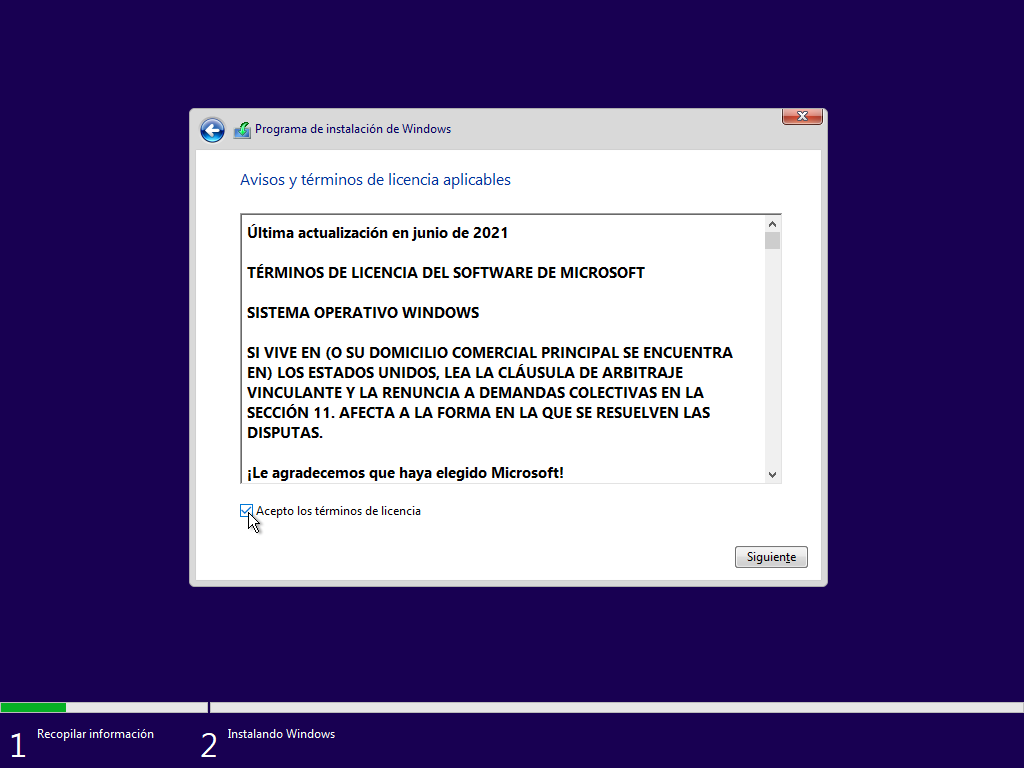 Programa de instalación de Windows
Avisos y términos de licencia aplicables
Última actualización en junio de 2021
TÉRMINOS DE LICENCIA DEL SOFTWARE DE MICROSOFT
SISTEMA OPERATIVO WINDOWS
SI VIVE EN (O SU DOMICILIO COMERCIAL PRINCIPAL SE ENCUENTRA
EN) LOS ESTADOS UNIDOS, LEA LA CLÁUSULA DE ARBITRAJE
VINCULANTE Y LA RENUNCIA A DEMANDAS COLECTIVAS EN LA
SECCIÓN 11. AFECTA A LA FORMA EN LA QUE SE RESUELVEN LAS
DISPUTAS.
¡Le agradecemos que haya elegido Microsoft!
Acepto los términos de licencia
Siguiente
1 Recopilar información
2 Instalando Windows